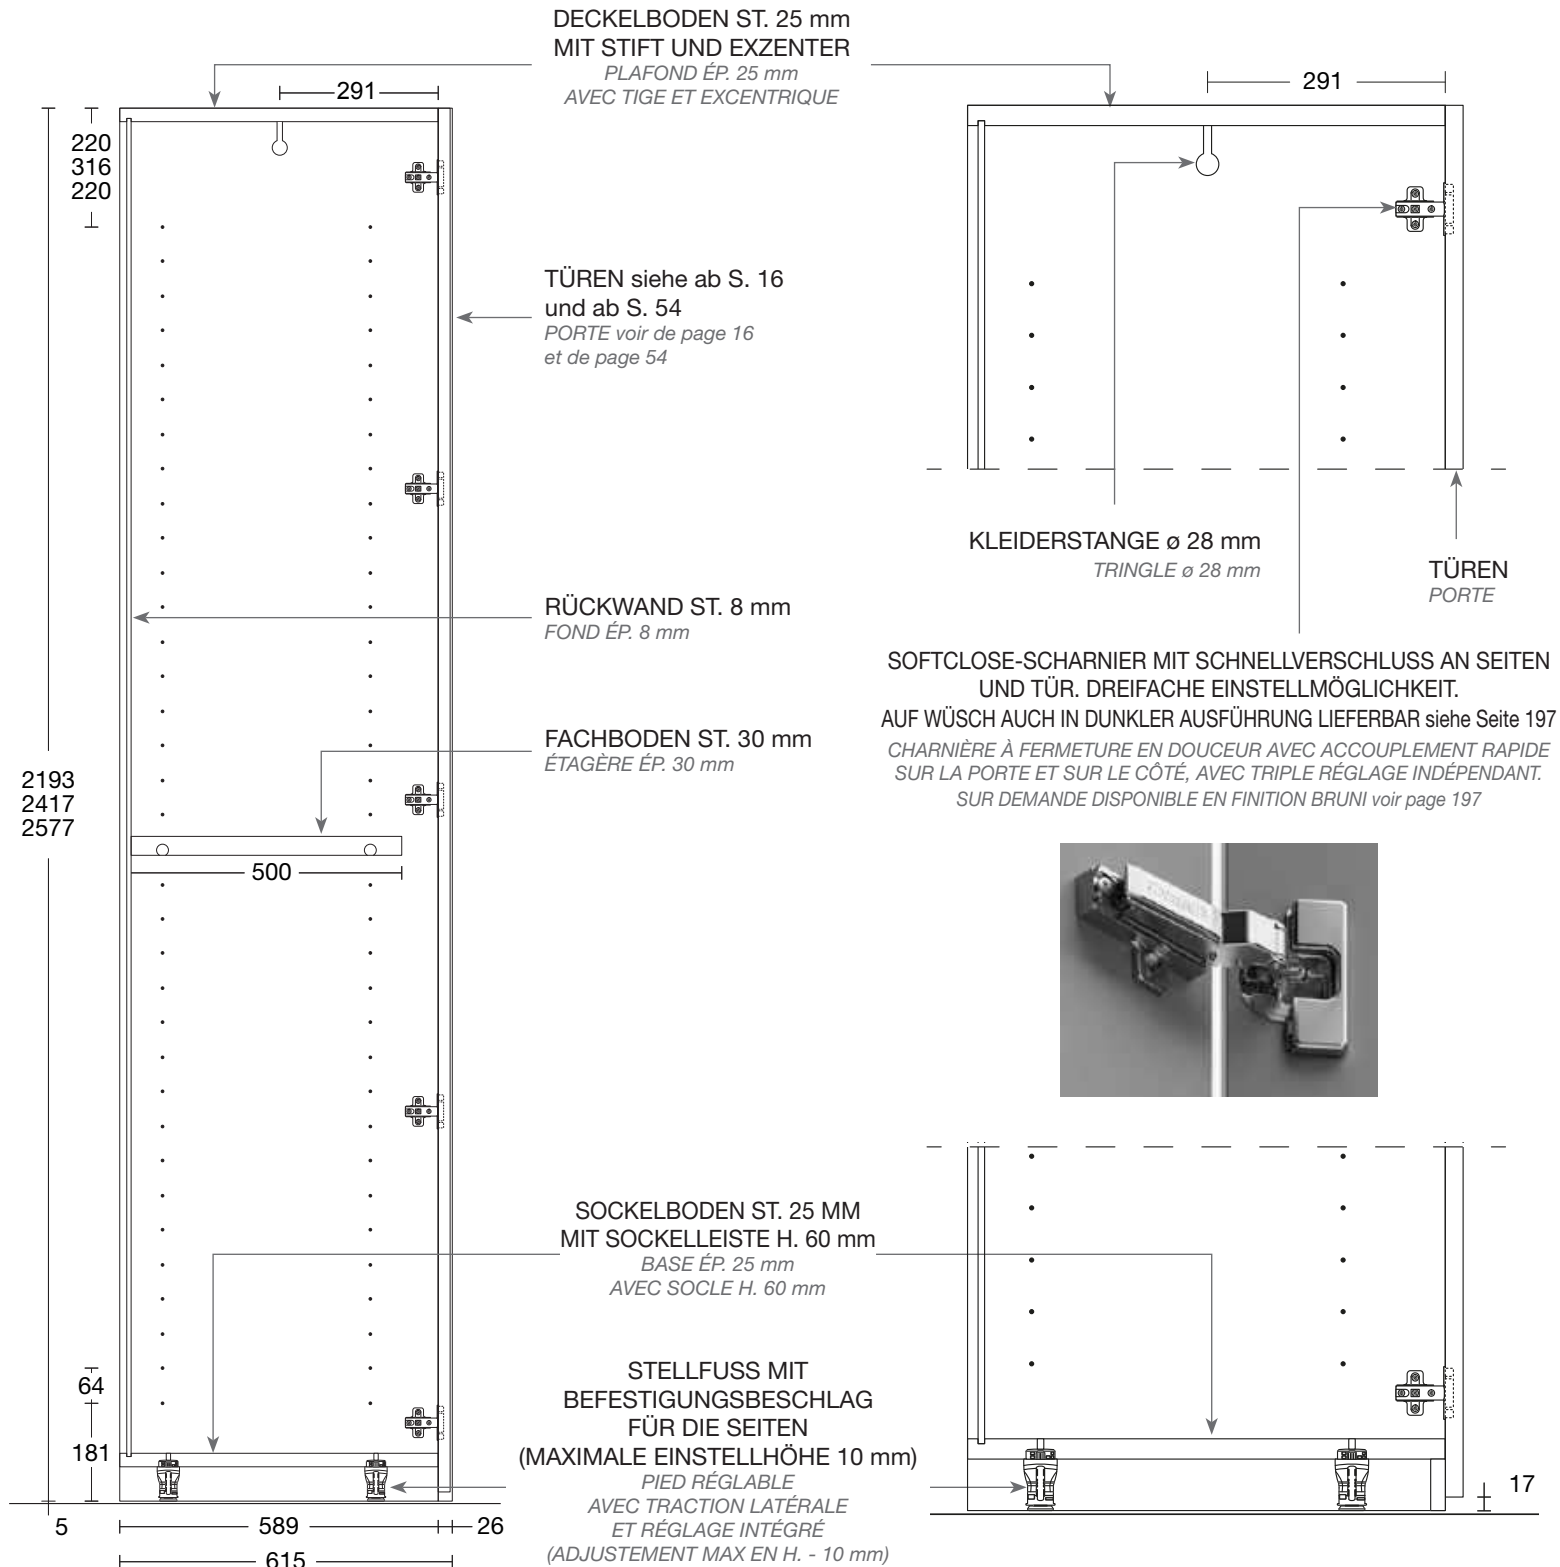 DECKELBODEN ST. 25 mm
MIT STIFT UND EXZENTER
PLAFOND ÉP. 25 mm
AVEC TIGE ET EXCENTRIQUE
291
291
220
316
220
TÜREN siehe ab S. 16
und ab S. 54
PORTE voir de page 16
et de page 54
KLEIDERSTANGE ø 28 mm
TRINGLE ø 28 mm
TÜREN
PORTE
RÜCKWAND ST. 8 mm
FOND ÉP. 8 mm
SOFTCLOSE-SCHARNIER MIT SCHNELLVERSCHLUSS AN SEITEN
UND TÜR. DREIFACHE EINSTELLMÖGLICHKEIT.
AUF WÜSCH AUCH IN DUNKLER AUSFÜHRUNG LIEFERBAR siehe Seite 197
CHARNIÈRE À FERMETURE EN DOUCEUR AVEC ACCOUPLEMENT RAPIDE
SUR LA PORTE ET SUR LE CÔTÉ, AVEC TRIPLE RÉGLAGE INDÉPENDANT.
SUR DEMANDE DISPONIBLE EN FINITION BRUNI voir page 197
FACHBODEN ST. 30 mm
ÉTAGÈRE ÉP. 30 mm
2193
2417
2577
500
SOCKELBODEN ST. 25 MM
MIT SOCKELLEISTE H. 60 mm
BASE ÉP. 25 mm
AVEC SOCLE H. 60 mm
STELLFUSS MIT
BEFESTIGUNGSBESCHLAG
FÜR DIE SEITEN
(MAXIMALE EINSTELLHÖHE 10 mm)
PIED RÉGLABLE
AVEC TRACTION LATÉRALE
ET RÉGLAGE INTÉGRÉ
(ADJUSTEMENT MAX EN H. - 10 mm)
64
181
17
5
589
26
615